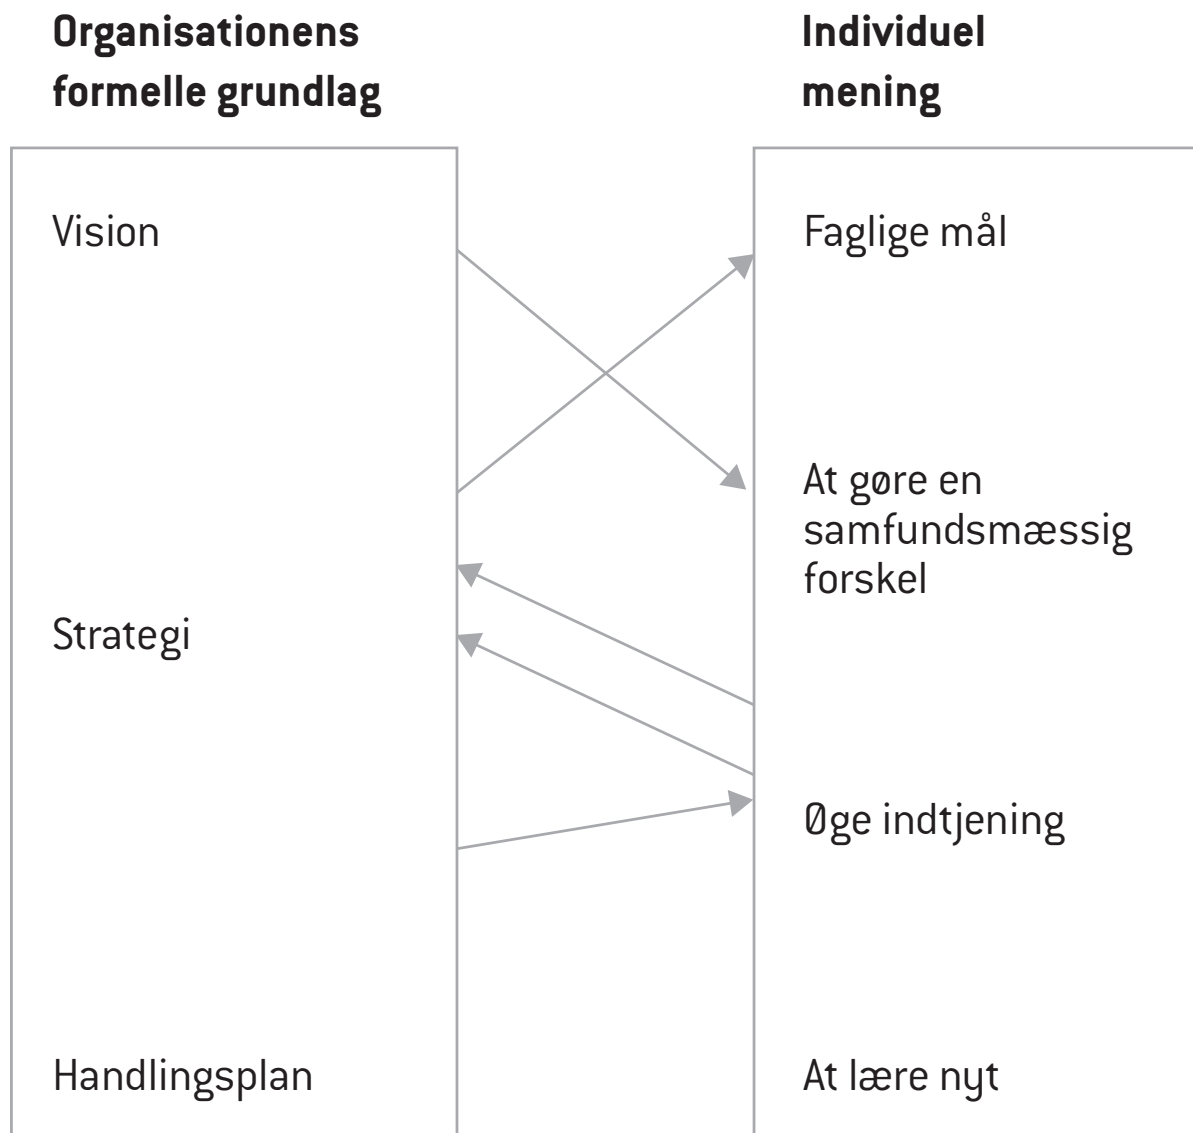 Organisationens
formelle grundlag
Individuel
mening
Vision
Strategi
Handlingsplan
Faglige mål
At gøre en
samfundsmæssig
forskel
Øge indtjening
At lære nyt